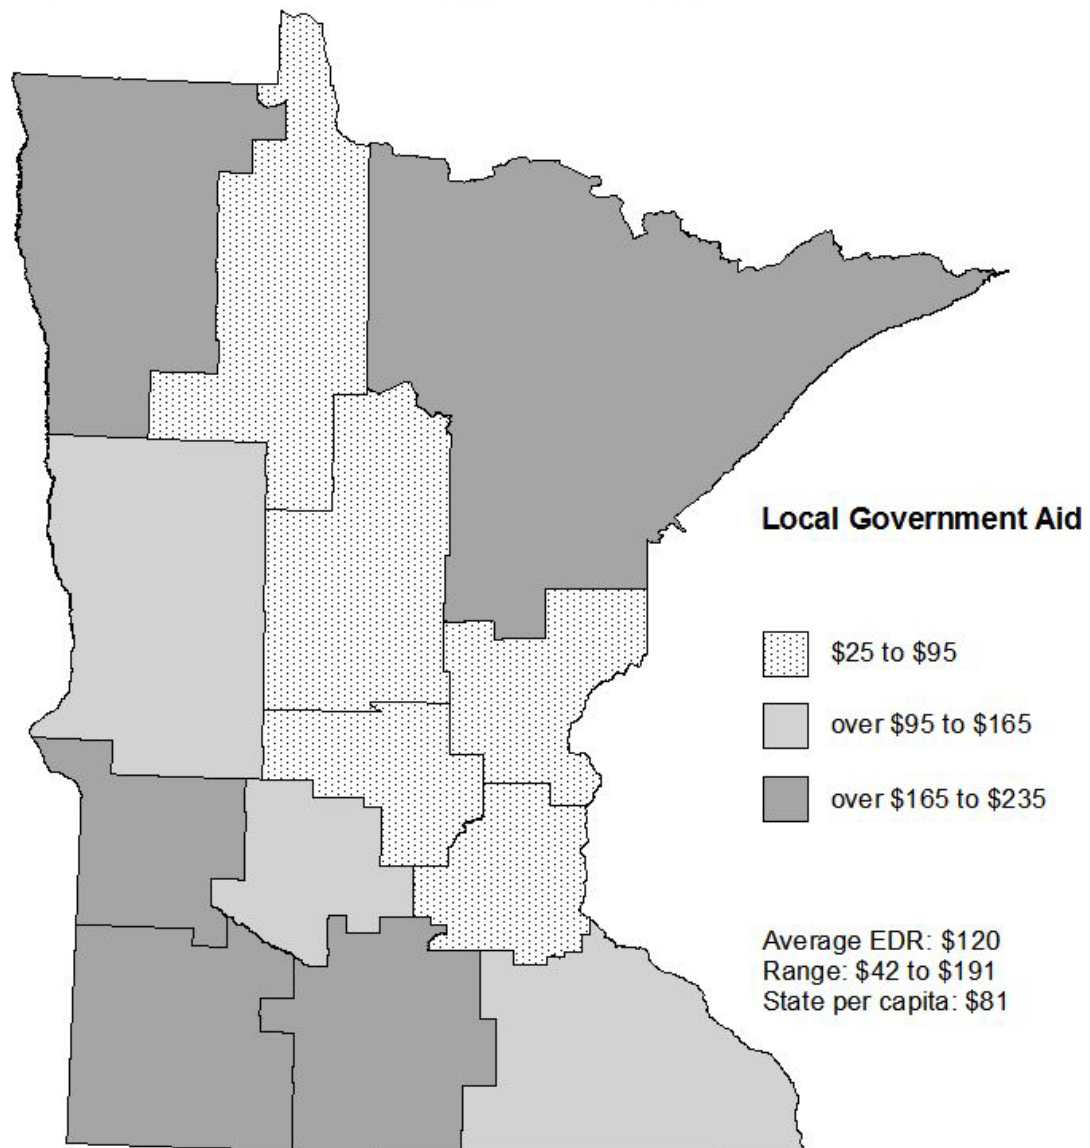 Local Government Aid
$25 to $95
over $95 to $165
over $165 to $235
Average EDR: $120
Range: $42 to $191
State per capita: $81